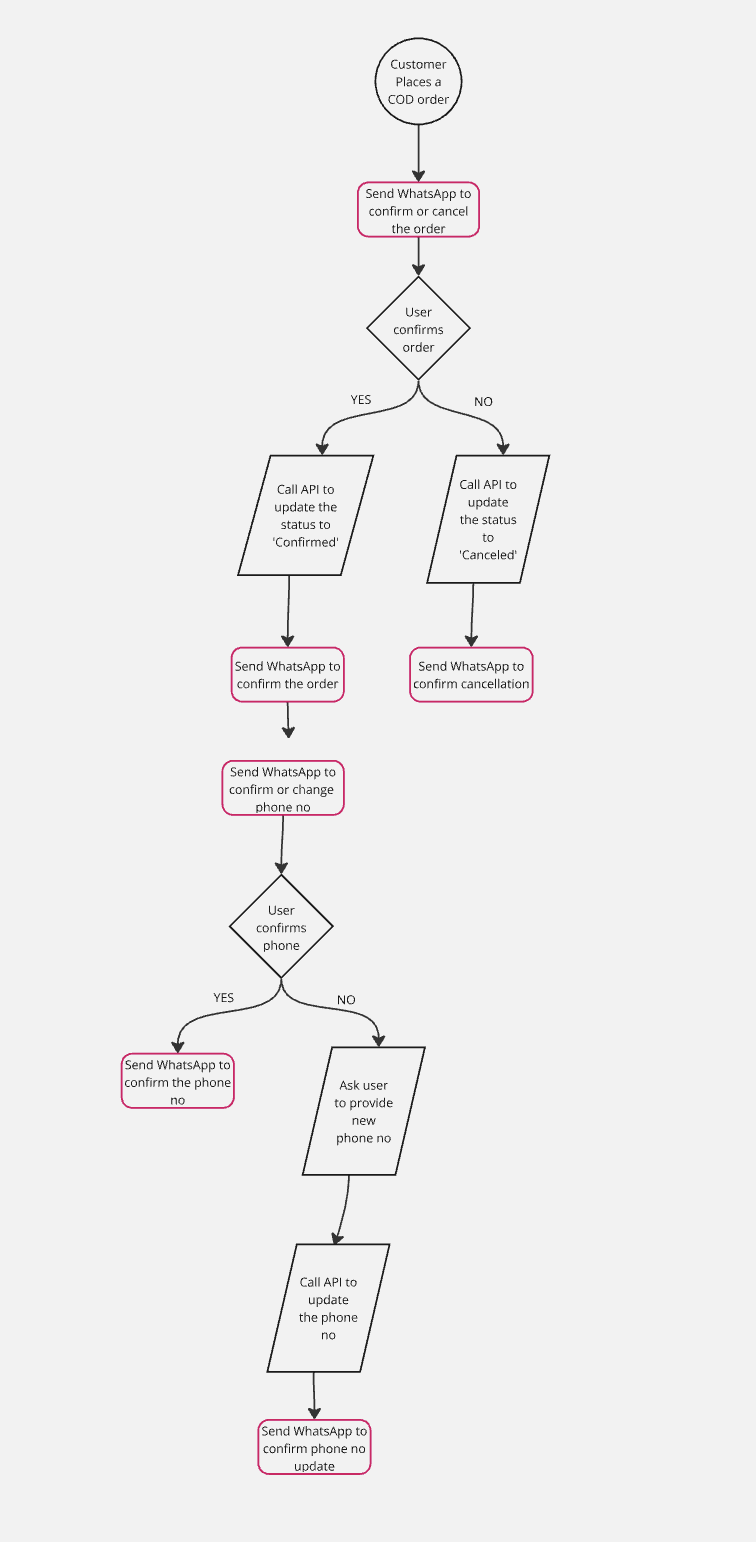 Customer
Places a
COD order
Send WhatsApp to
confirm or cancel
the order
User
confirms
order
YES
NO
Call API to
update the
status to
'Confirmed'
Call API to
update
the status
to
'Canceled'
Send WhatsApp to
confirm the order
Send WhatsApp to
confirm cancellation
Send WhatsApp to
confirm or change
phone no
User
confirms
phone
YES
NO
Send WhatsApp to
confirm the phone
no
Ask user
to provide
new
phone no
Call API to
update
the phone
no
Send WhatsApp to
confirm phone no
update